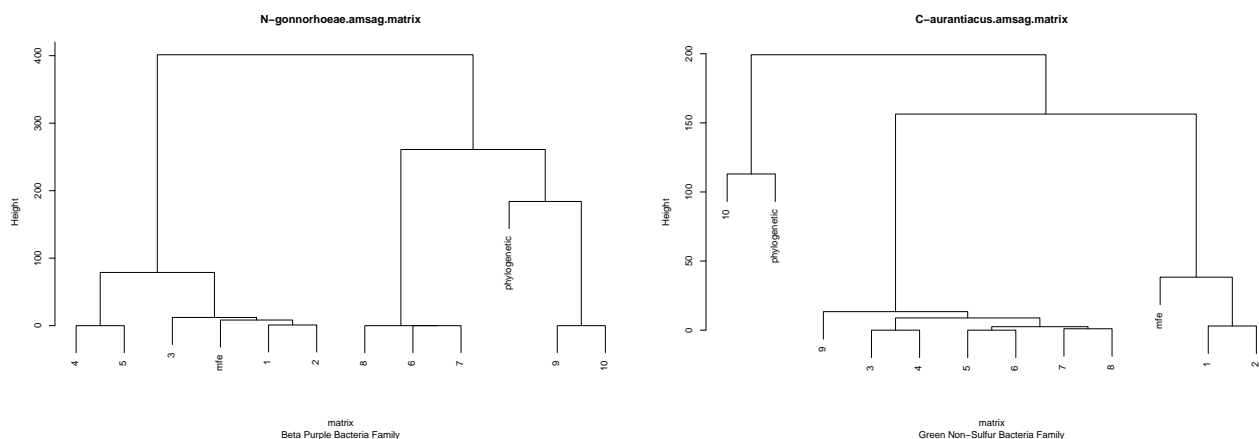 N−gonnorhoeae.amsag.matrix
Height
0
100
200
300
400
4
5
3
mfe
1
2
8
6
7
phylogenetic
9
10
matrix
Beta Purple Bacteria Family
C−aurantiacus.amsag.matrix
Height
0
50
100
150
200
10
phylogenetic
9
3
4
5
6
7
8
mfe
1
2
matrix
Green Non−Sulfur Bacteria Family